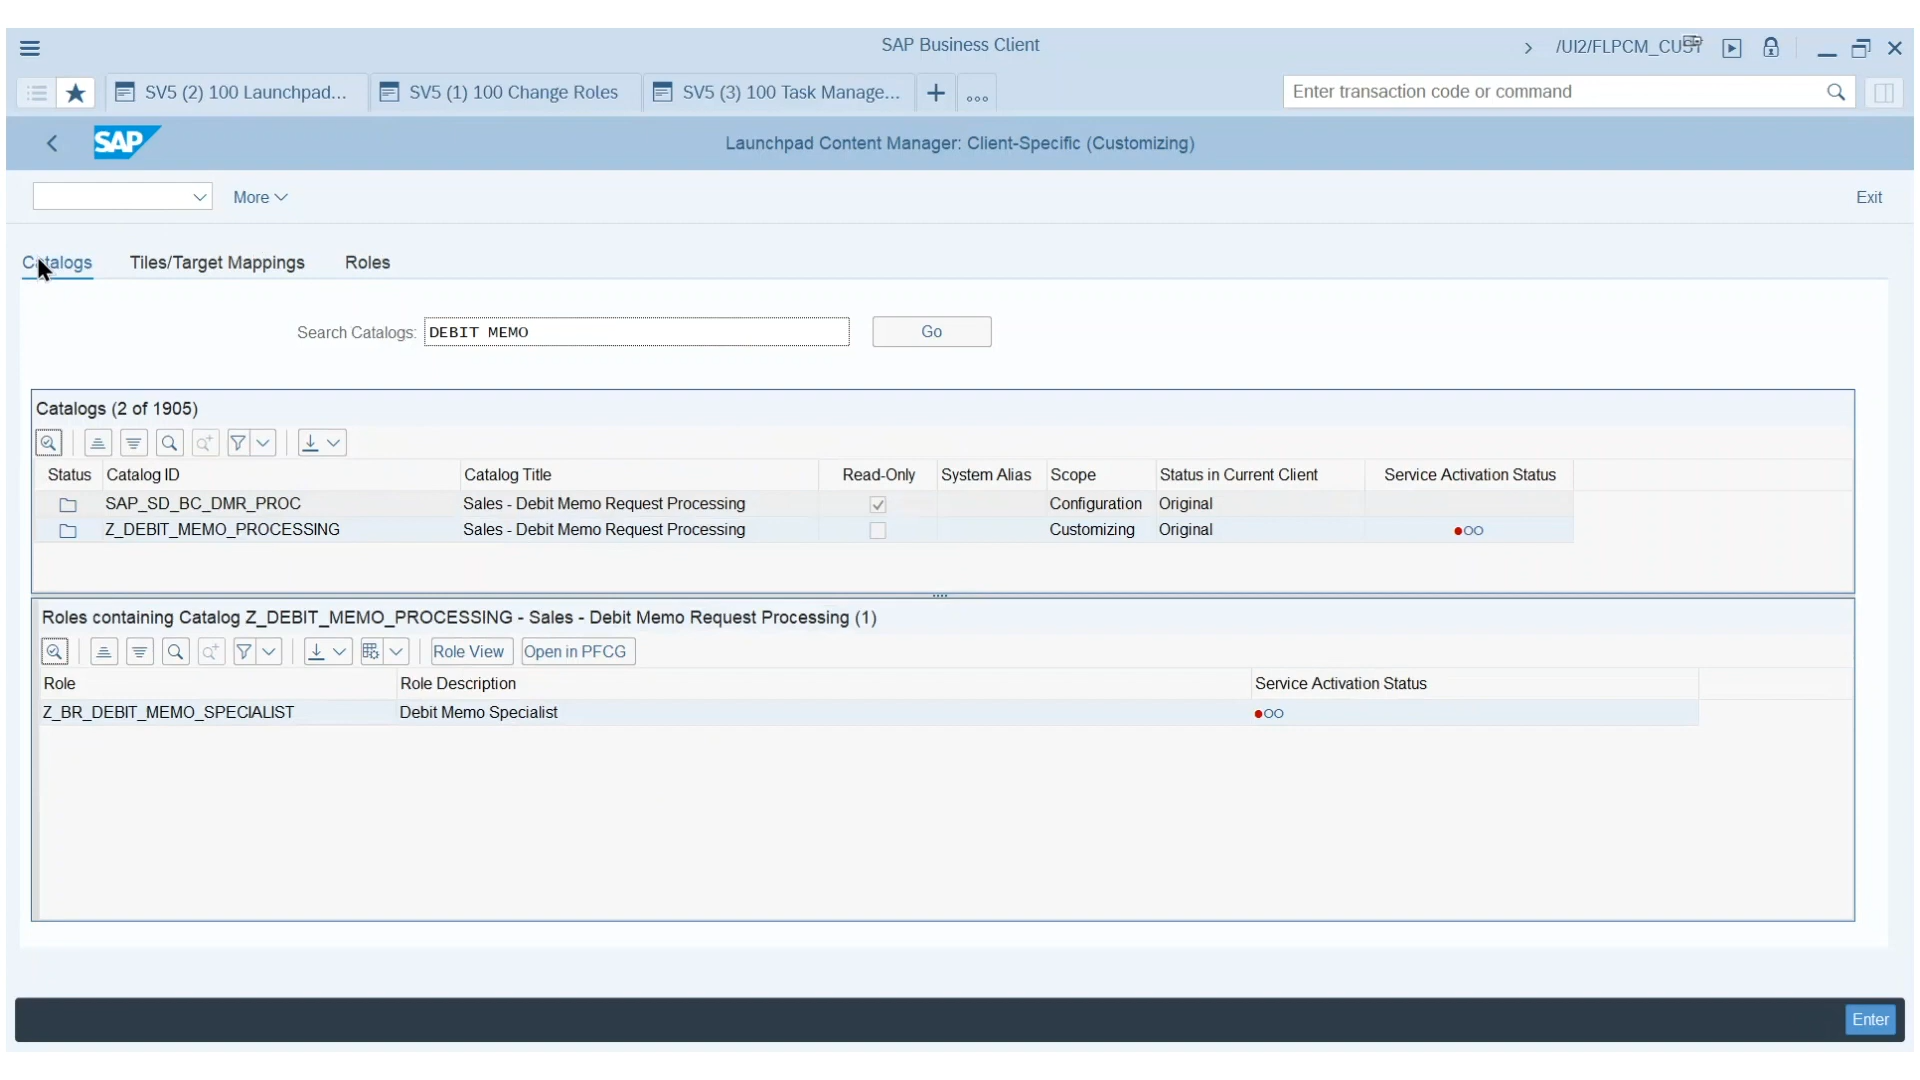 SAP Business Client
/UI2/FLPCM_CUST
SV5 (2) 100 Launchpad...
SV5 (1) 100 Change Roles
SV5 (3) 100 Task Manage...
Enter transaction code or command
SAP
Launchpad Content Manager: Client-Specific (Customizing)
More
Exit
Catalogs Tiles/Target Mappings Roles
Search Catalogs: DEBIT MEMO Go
Catalogs (2 of 1905)
Status Catalog ID Catalog Title Read-Only System Alias Scope Status in Current Client Service Activation Status
SAP_SD_BC_DMR_PROC Sales - Debit Memo Request Processing Configuration Original
Z_DEBIT_MEMO_PROCESSING Sales - Debit Memo Request Processing Customizing Original
Roles containing Catalog Z_DEBIT_MEMO_PROCESSING - Sales - Debit Memo Request Processing (1)
Role View Open in PFCG
Role Role Description Service Activation Status
Z_BR_DEBIT_MEMO_SPECIALIST Debit Memo Specialist
Enter